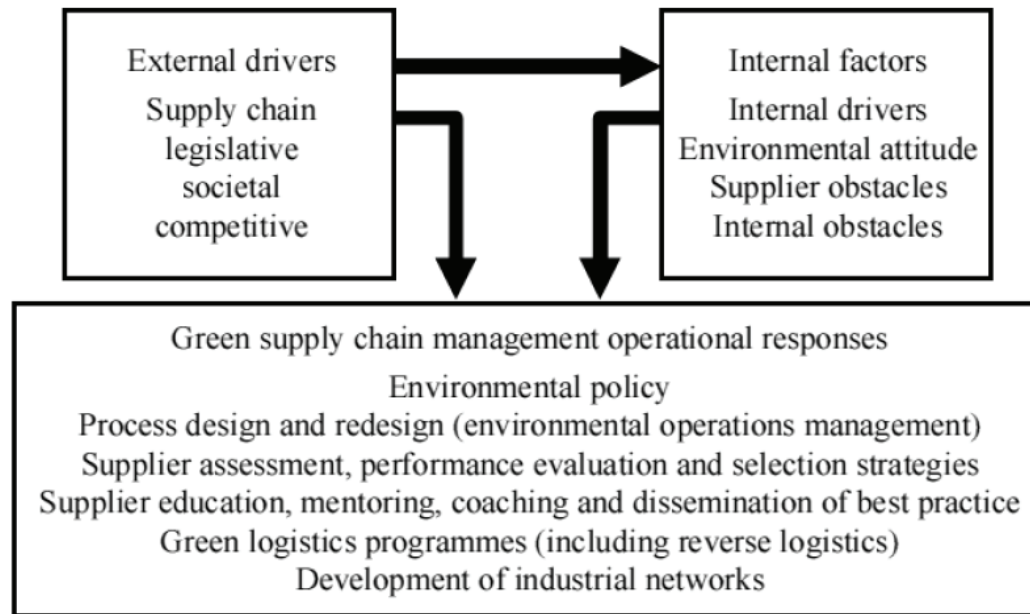 External drivers
Supply chain
legislative
societal
competitive
Internal factors
Internal drivers
Environmental attitude
Supplier obstacles
Internal obstacles
Green supply chain management operational responses
Environmental policy
Process design and redesign (environmental operations management)
Supplier assessment, performance evaluation and selection strategies
Supplier education, mentoring, coaching and dissemination of best practice
Green logistics programmes (including reverse logistics)
Development of industrial networks